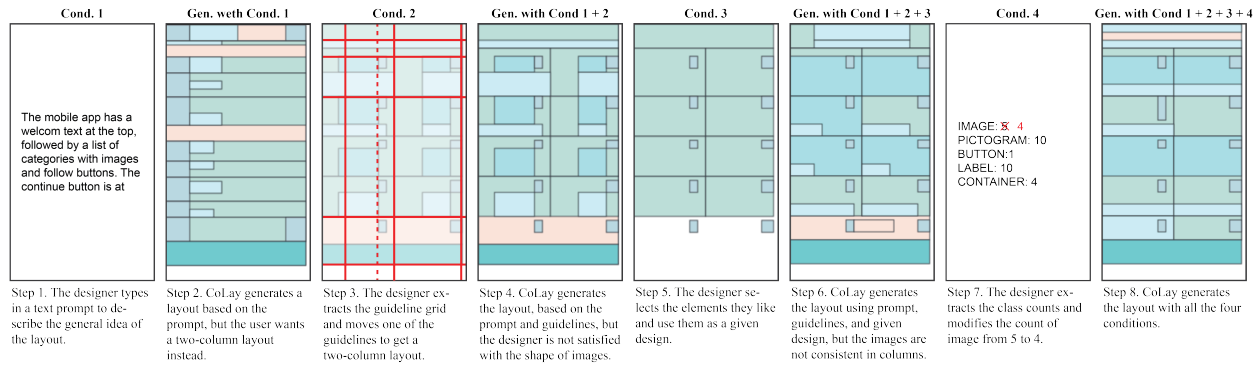 Cond. 1
Gen. weth Cond. 1
Cond. 2
Gen. with Cond 1 + 2
Cond. 3
Gen. with Cond 1 + 2 + 3
Cond. 4
Gen. with Cond 1 + 2 + 3 + 4
The mobile app has a
welcom text at the top,
followed by a list of
categories with images
and follow buttons. The
continue button is at
IMAGE: 5 4
PICTOGRAM: 10
BUTTON:1
LABEL: 10
CONTAINER: 4
Step 1. The designer types
in a text prompt to de-
scribe the general idea of
the layout.
Step 2. CoLay generates a
layout based on the
prompt, but the user wants
a two-column layout
instead.
Step 3. The designer ex-
tracts the guideline grid
and moves one of the
guidelines to get a
two-column layout.
Step 4. CoLay generates
the layout, based on the
prompt and guidelines, but
the designer is not satisfied
with the shape of images.
Step 5. The designer se-
lects the elements they like
and use them as a given
design.
Step 6. CoLay generates
the layout using prompt,
guidelines, and given
design, but the images are
not consistent in columns.
Step 7. The designer ex-
tracts the class counts and
modifies the count of
image from 5 to 4.
Step 8. CoLay generates
the layout with all the four
conditions.